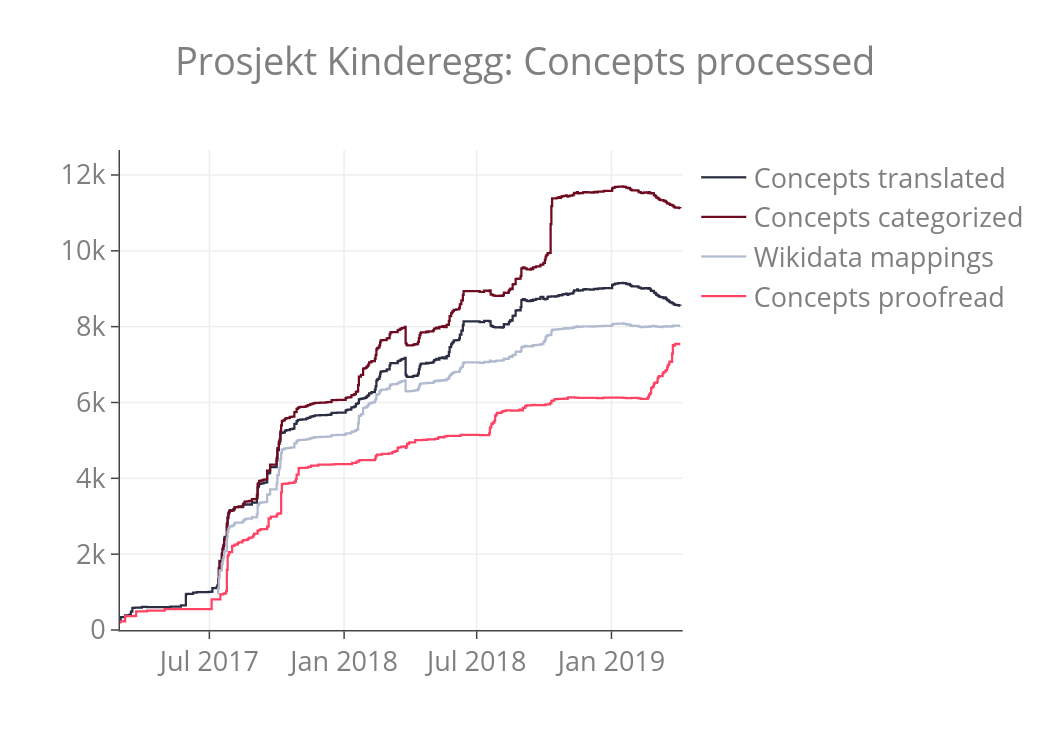 Prosjekt Kinderegg: Concepts processed
12k
10k
8k
6k
4k
2k
0
Jul 2017
Jan 2018
Jul 2018
Jan 2019
Concepts translated
Concepts categorized
Wikidata mappings
Concepts proofread